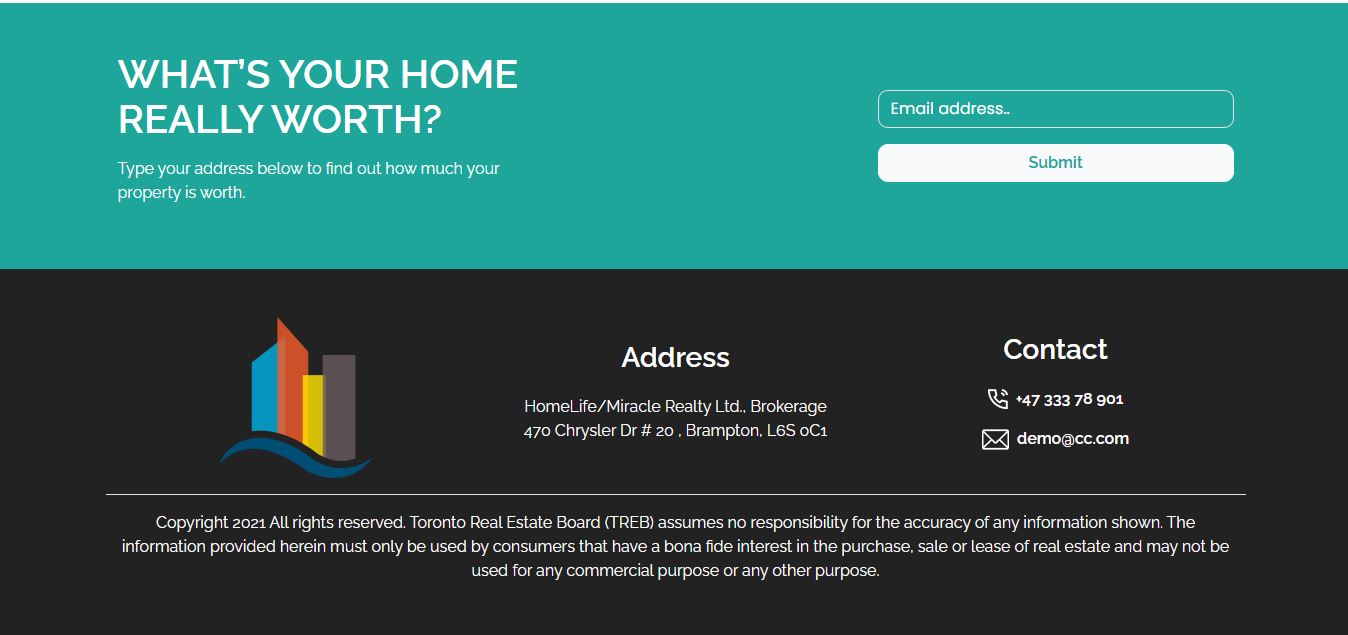 WHAT'S YOUR HOME
REALLY WORTH?
Type your address below to find out how much your
property is worth.
Email address..
Submit
Address
HomeLife/Miracle Realty Ltd., Brokerage
470 Chrysler Dr # 20 , Brampton, L6S 0C1
Contact
+47 333 78 901
demo@cc.com
Copyright 2021 All rights reserved. Toronto Real Estate Board (TREB) assumes no responsibility for the accuracy of any information shown. The
information provided herein must only be used by consumers that have a bona fide interest in the purchase, sale or lease of real estate and may not be
used for any commercial purpose or any other purpose.